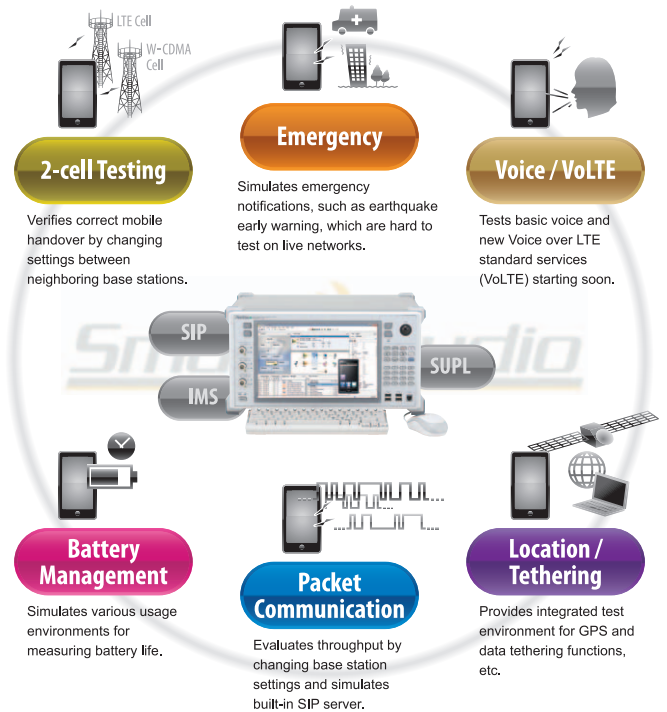 LTE Cell
W-CDMA
Cell
2-cell Testing
Verifies correct mobile
handover by changing
settings between
neighboring base stations.
Emergency
Simulates emergency
notifications, such as earthquake
early warning, which are hard to
test on live networks.
Voice / VoLTE
Tests basic voice and
new Voice over LTE
standard services
(VoLTE) starting soon.
SIP
IMS
SUPL
Battery
Management
Simulates various usage
environments for
measuring battery life.
Packet
Communication
Evaluates throughput by
changing base station
settings and simulates
built-in SIP server.
Location /
Tethering
Provides integrated test
environment for GPS and
data tethering functions,
etc.